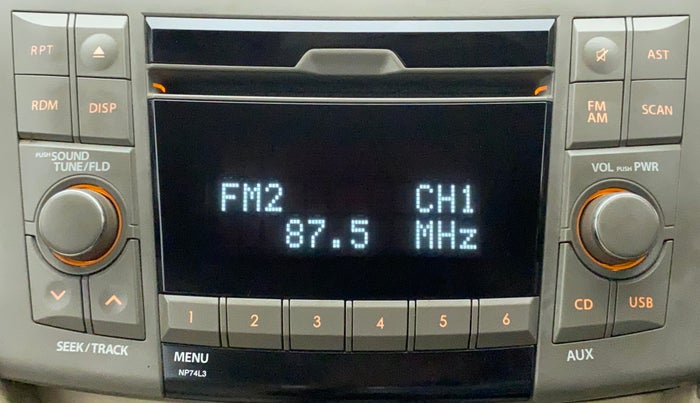 RPT
RDM DISP
PUSH SOUND
TUNE/FLD
SEEK/TRACK
FM2 CH1
87.5 MHz
1 2 3 4 5 6
MENU
NP74L3
AST
FM
AM
SCAN
VOL PUSH PWR
CD USB
AUX